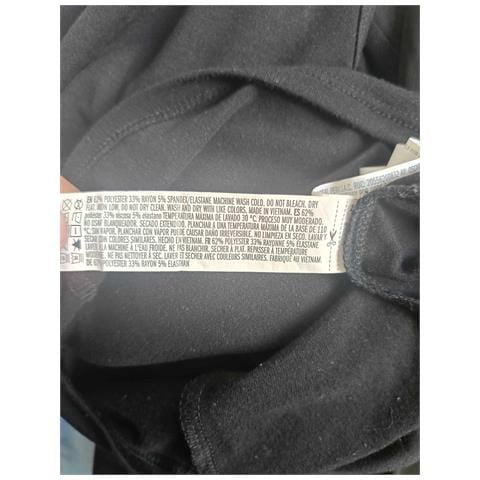 EN 62% POLYESTER 33% RAYON 5% SPANDEX/ELASTANE MACHINE WASH COLD. DO NOT BLEACH. DRY
FLAT. IRON LOW. DO NOT DRY CLEAN. WASH AND DRY WITH LIKE COLORS. MADE IN VIETNAM. ES 62%
poliéster 33% viscosa 5% elastano TEMPERATURA MÁXIMA DE LAVADO 30 ºC. PROCESO MUY MODERADO.
NO USAR BLANQUEADOR. SECADO EXTENDIDO. PLANCHAR A UNA TEMPERATURA MÁXIMA DE LA BASE DE 110
ºC, SIN VAPOR. PLANCHAR CON VAPOR PUEDE CAUSAR DAÑO IRREVERSIBLE. NO LIMPIEZA EN SECO. LAVAR Y
SECAR CON COLORES SIMILARES. HECHO EN VIETNAM. FR 62% POLYESTER 33% RAYONNE 5% ÉLASTANE
LAVER À LA MACHINE À L'EAU FROIDE. NE PAS BLANCHIR. SÉCHER À PLAT. REPASSER À
NE PAS NETTOYER À SEC. LAVER ET SÉCHER AVEC COULEURS SIMILAIRES. FABRIQUÉ AU VIETNAM.
DE 62% POLYESTER 33% RAYON 5% ELASTHAN